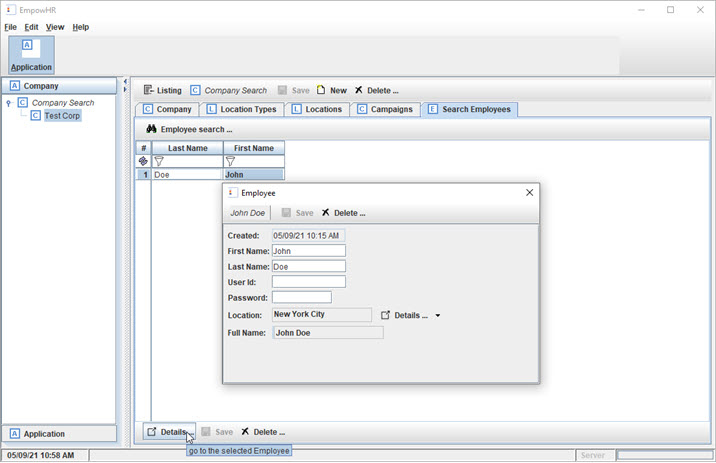 EmpowHR
File Edit View Help
A
Application
A Company
C Company Search
C Test Corp
Listing C Company Search Save New Delete ...
C Company L Location Types L Locations C Campaigns E Search Employees
Employee search ...
# Last Name First Name
1 Doe John
Employee
John Doe Save Delete ...
Created: 05/09/21 10:15 AM
First Name: John
Last Name: Doe
User Id:
Password:
Location: New York City Details ...
Full Name: John Doe
Details ... Save Delete ...
A Application
go to the selected Employee
05/09/21 10:58 AM Server